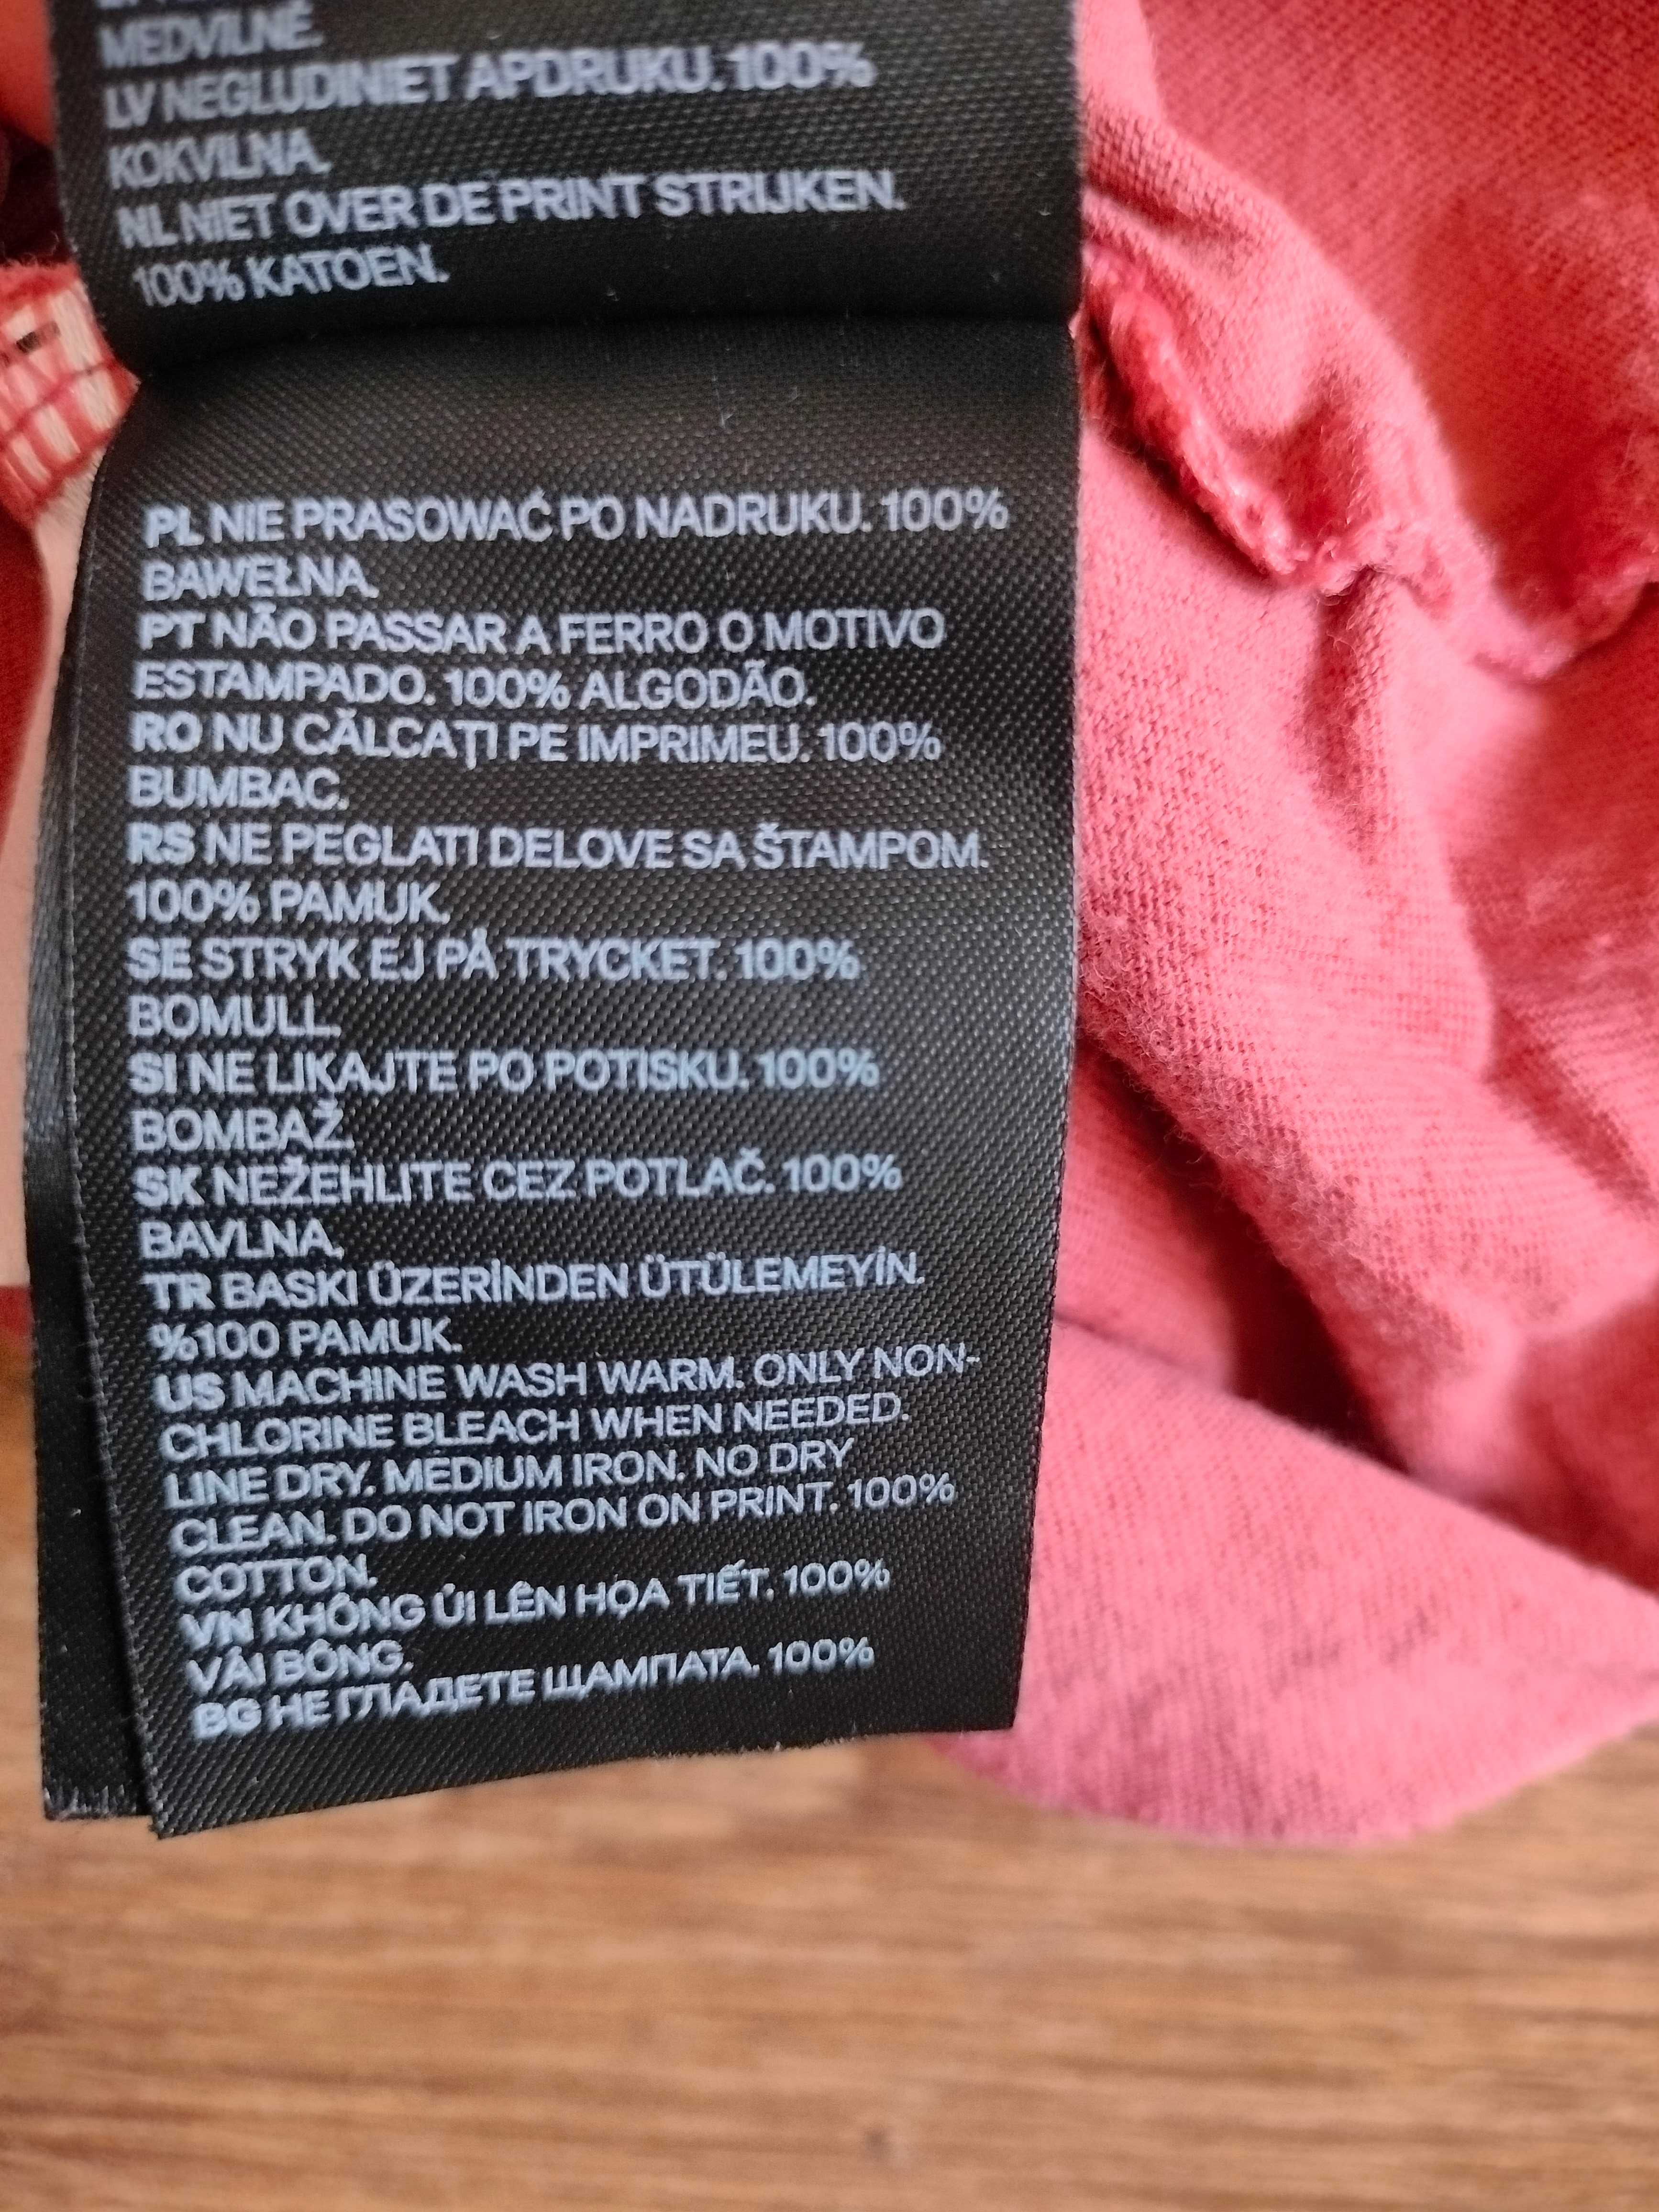 MEDVILNĖ.
LV NEGLUDINIET APDRUKU. 100%
KOKVILNA.
NL NIET OVER DE PRINT STRIJKEN.
100% KATOEN.
PL NIE PRASOWAĆ PO NADRUKU. 100%
BAWEŁNA.
PT NÃO PASSAR A FERRO O MOTIVO
ESTAMPADO. 100% ALGODÃO.
RO NU CĂLCAŢI PE IMPRIMEU. 100%
BUMBAC.
RS NE PEGLATI DELOVE SA ŠTAMPOM.
100% PAMUK.
SE STRYK EJ PÅ TRYCKET. 100%
BOMULL.
SI NE LIKAJTE PO POTISKU. 100%
BOMBAŽ.
SK NEŽEHLITE CEZ POTLAČ. 100%
BAVLNA.
TR BASKI ÜZERİNDEN ÜTÜLEMEYİN.
%100 PAMUK.
US MACHINE WASH WARM. ONLY NON-
CHLORINE BLEACH WHEN NEEDED.
LINE DRY. MEDIUM IRON. NO DRY
CLEAN. DO NOT IRON ON PRINT. 100%
COTTON.
VN KHÔNG ỦI LÊN HỌA TIẾT. 100%
VẢI BÔNG.
BG НЕ ГЛАДЕТЕ ЩАМПАТА. 100%